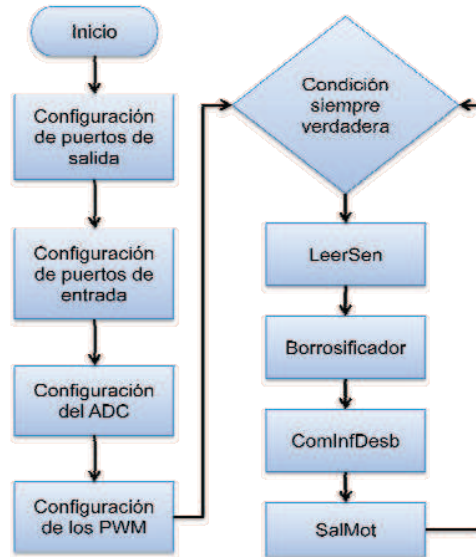 Inicio
Configuración
de puertos de
salida
Configuración
de puertos de
entrada
Configuración
del ADC
Configuración
de los PWM
Condición
siempre
verdadera
LeerSen
Borrosificador
ComInfDesb
SalMot